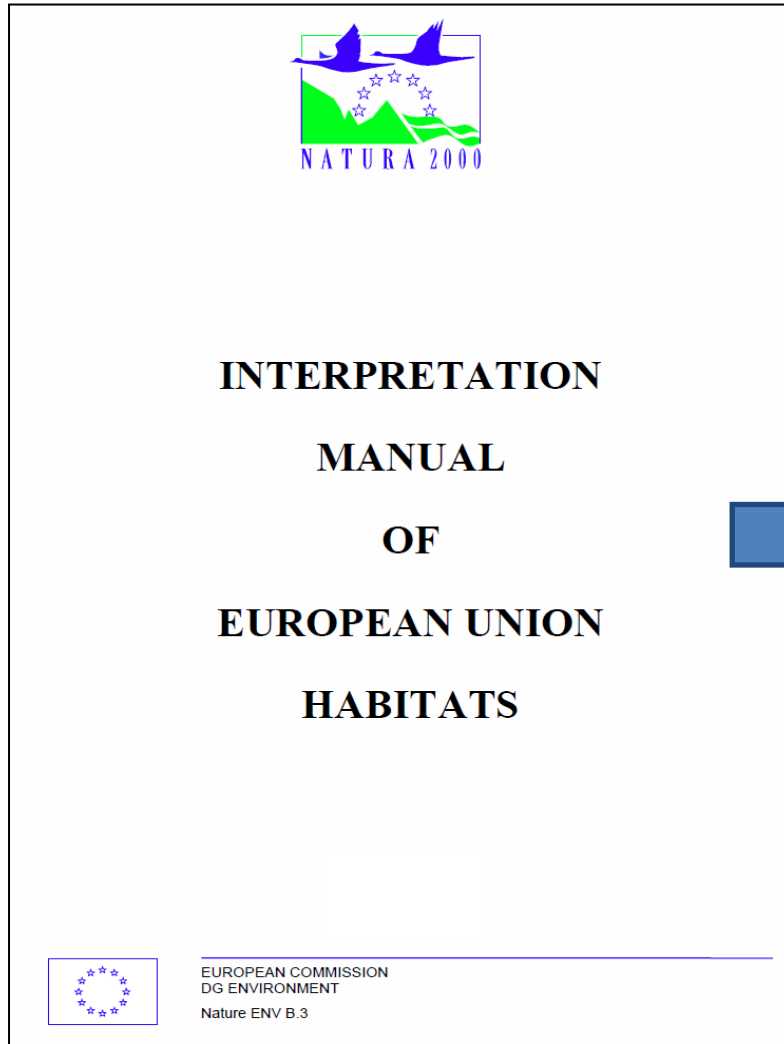 NATURA 2000
INTERPRETATION
MANUAL
OF
EUROPEAN UNION
HABITATS
EUROPEAN COMMISSION
DG ENVIRONMENT
Nature ENV B.3